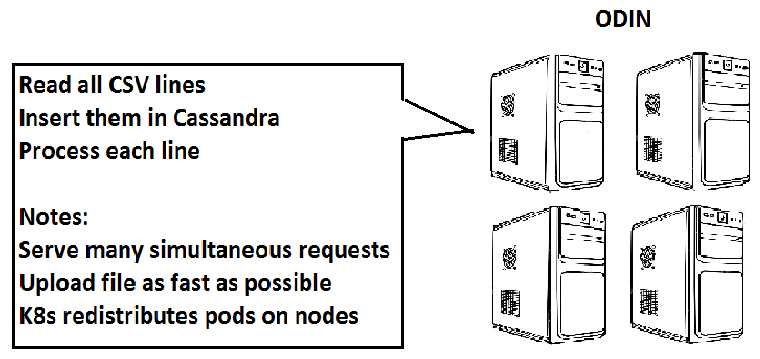 ODIN
Read all CSV lines
Insert them in Cassandra
Process each line
Notes:
Serve many simultaneous requests
Upload file as fast as possible
K8s redistributes pods on nodes